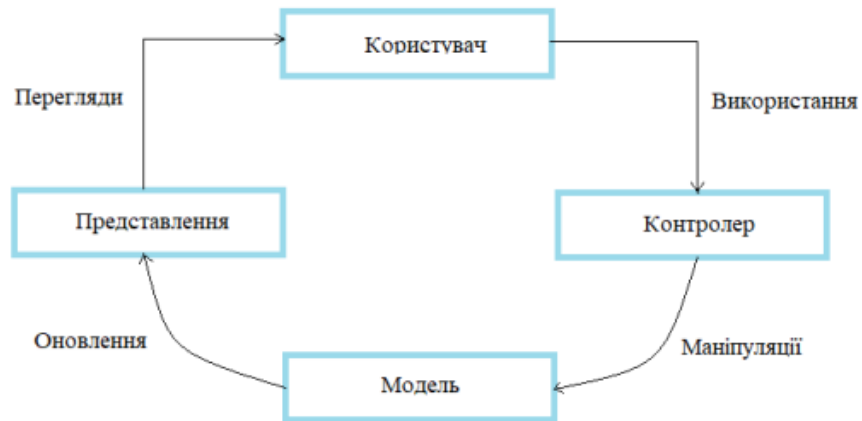 Користувач
Перегляди
Використання
Представлення
Контролер
Оновлення
Маніпуляції
Модель